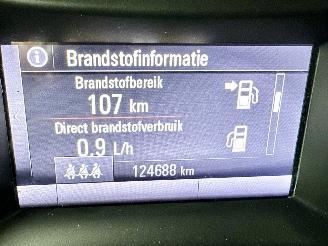 Brandstofinformatie
Brandstofbereik
107 km
Direct brandstofverbruik
0.9 L/h
124688 km